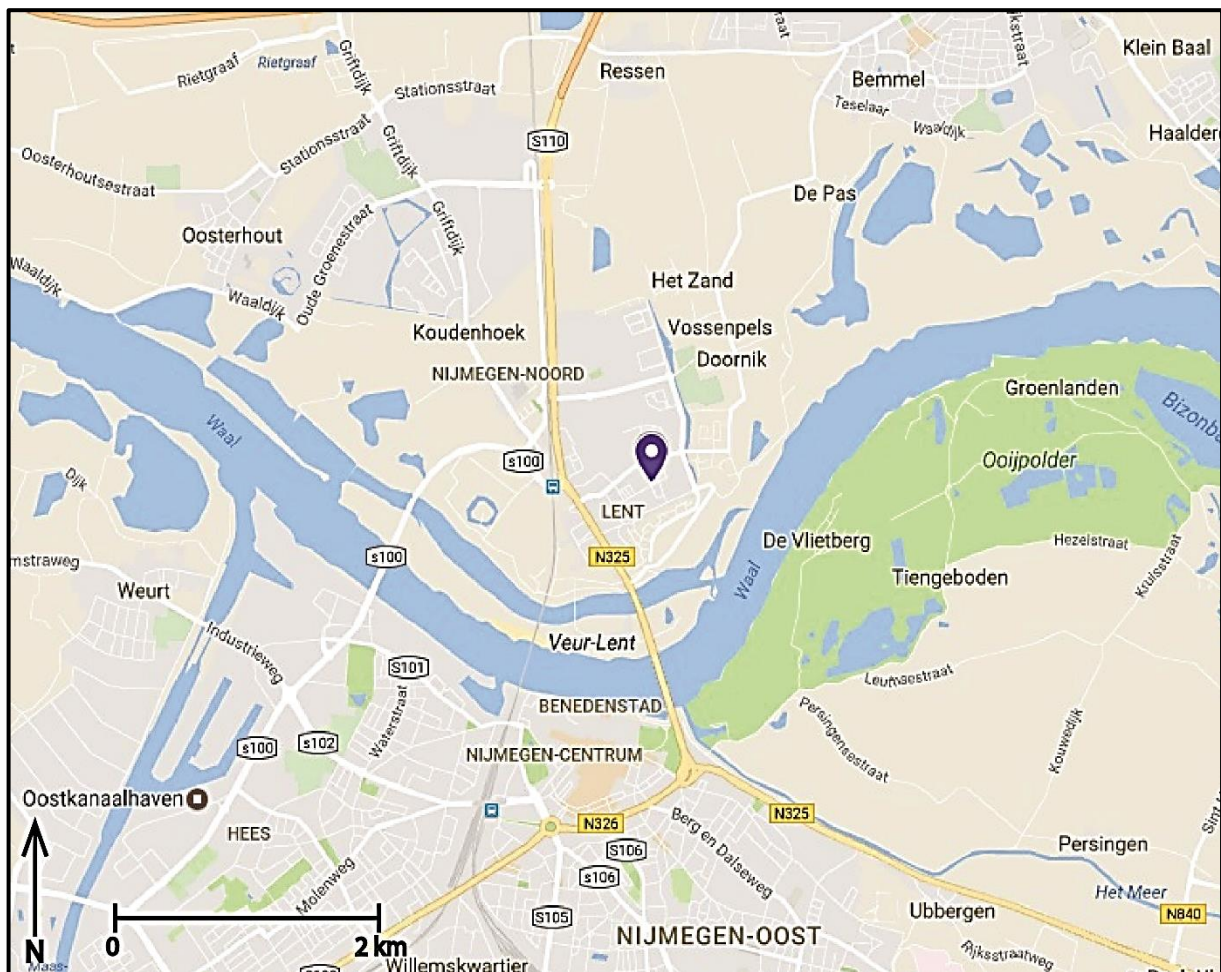 Klein Baal
Ressen
Bemmel
Rietgraaf
Rietgraaf
Griftdijk
Stationsstraat
Teselaar
Waaldijk
S110
Stationsstraat
Griftdijk
Oosterhoutsestraat
De Pas
Oosterhout
Oude Groenestraat
Griftdijk
Waaldijk
Waaldijk
Het Zand
Koudenhoek
Vossenpels
Doornik
NIJMEGEN-NOORD
Groenlanden
Waal
s100
Ooijpolder
Dijk
LENT
De Vlietberg
Hezelstraat
s100
N325
Waal
Tiengeboden
Kruisstraat
Weurt
Industrieweg
Veur-Lent
S101
Waterstraat
BENEDENSTAD
Persingensestraat
Kouwedijk
s100
s102
NIJMEGEN-CENTRUM
Oostkanaalhaven
N326
N325
Berg en Dalseweg
HEES
S106
Persingen
s106
Molenweg
Het Meer
S105
Ubbergen
N840
N
0
2 km
NIJMEGEN-OOST
Rijksstraatweg
Willemskwartier
Maas-